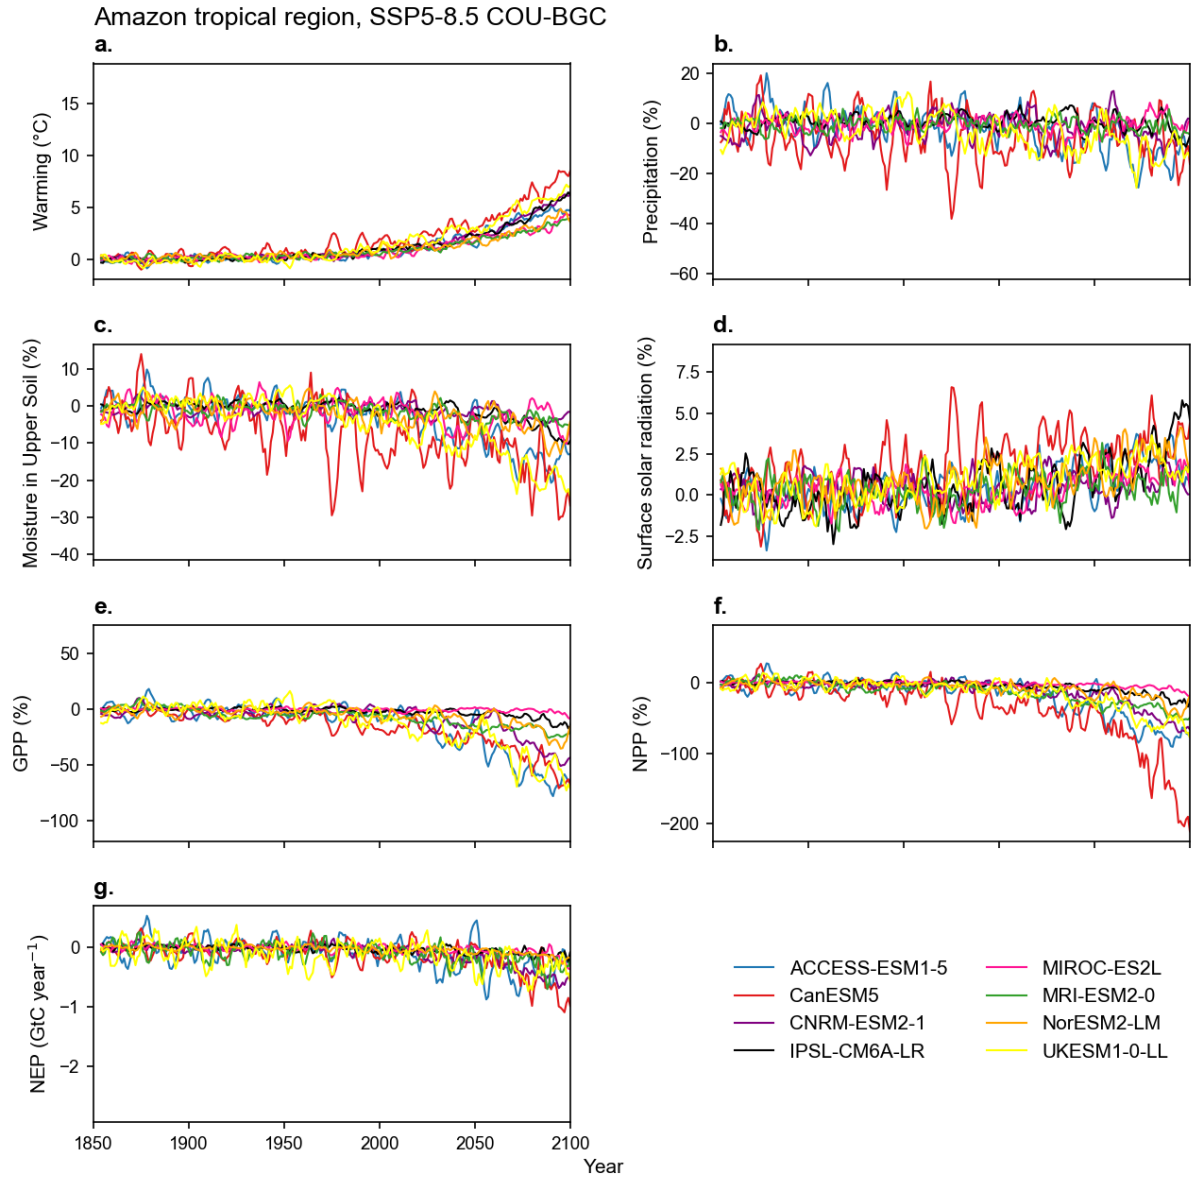 Amazon tropical region, SSP5-8.5 COU-BGC
a.
Warming (°C)
15
10
5
0
b.
Precipitation (%)
20
0
−20
−40
−60
c.
Moisture in Upper Soil (%)
10
0
−10
−20
−30
−40
d.
Surface solar radiation (%)
7.5
5.0
2.5
0.0
−2.5
e.
GPP (%)
50
0
−50
−100
f.
NPP (%)
0
−100
−200
g.
NEP (GtC year⁻¹)
0
−1
−2
1850 1900 1950 2000 2050 2100
Year
ACCESS-ESM1-5
CanESM5
CNRM-ESM2-1
IPSL-CM6A-LR
MIROC-ES2L
MRI-ESM2-0
NorESM2-LM
UKESM1-0-LL